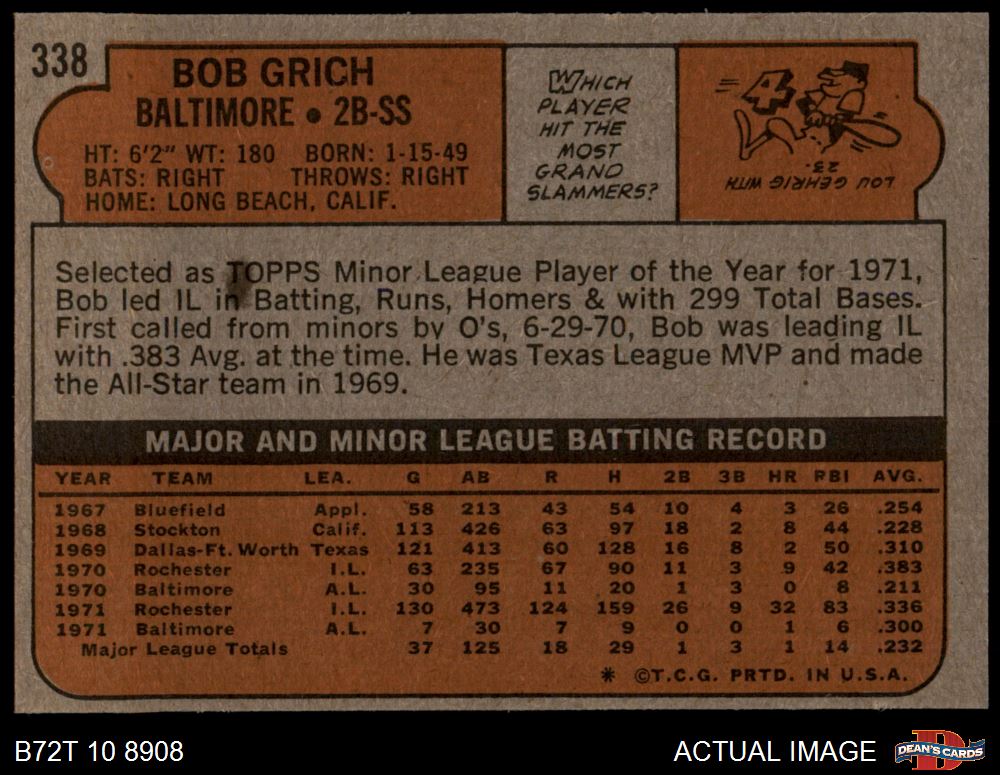 338
BOB GRICH
BALTIMORE • 2B-SS
HT: 6'2" WT: 180 BORN: 1-15-49
BATS: RIGHT THROWS: RIGHT
HOME: LONG BEACH, CALIF.
WHICH
PLAYER
HIT THE
MOST
GRAND
SLAMMERS?
4
LOU GEHRIG WITH
23.
Selected as TOPPS Minor League Player of the Year for 1971,
Bob led IL in Batting, Runs, Homers & with 299 Total Bases.
First called from minors by O's, 6-29-70, Bob was leading IL
with .383 Avg. at the time. He was Texas League MVP and made
the All-Star team in 1969.
MAJOR AND MINOR LEAGUE BATTING RECORD
YEAR TEAM LEA. G AB R H 2B 3B HR RBI AVG.
1967 Bluefield Appl. 58 213 43 54 10 4 3 26 .254
1968 Stockton Calif. 113 426 63 97 18 2 8 44 .228
1969 Dallas-Ft. Worth Texas 121 413 60 128 16 8 2 50 .310
1970 Rochester I.L. 63 235 67 90 11 3 9 42 .383
1970 Baltimore A.L. 30 95 11 20 1 3 0 8 .211
1971 Rochester I.L. 130 473 124 159 26 9 32 83 .336
1971 Baltimore A.L. 7 30 7 9 0 0 1 6 .300
Major League Totals 37 125 18 29 1 3 1 14 .232
* ©T.C.G. PRTD. IN U.S.A.
B72T 10 8908
ACTUAL IMAGE
D
DEAN'S CARDS